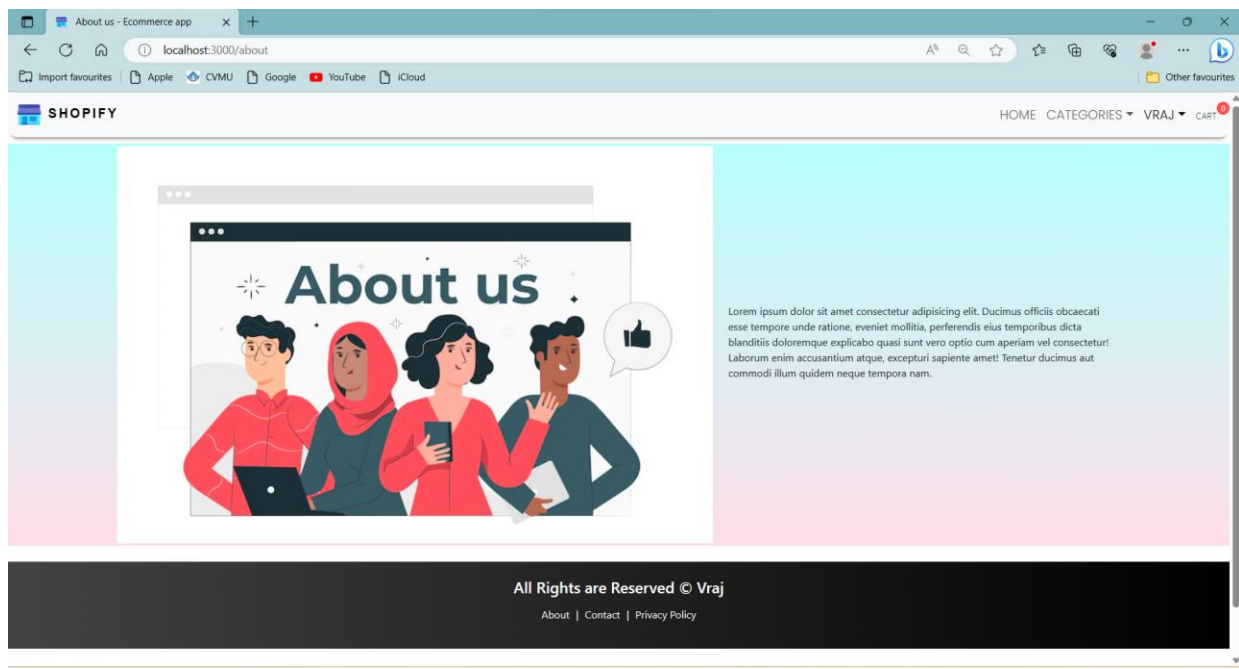 About us - Ecommerce app
localhost:3000/about
Import favourites Apple CVMU Google YouTube iCloud Other favourites
SHOPIFY HOME CATEGORIES VRAJ CART 0
About us
Lorem ipsum dolor sit amet consectetur adipisicing elit. Ducimus officiis obcaecati
esse tempore unde ratione, eveniet mollitia, perferendis eius temporibus dicta
blanditiis doloremque explicabo quasi sunt vero optio cum aperiam vel consectetur!
Laborum enim accusantium atque, excepturi sapiente amet! Tenetur ducimus aut
commodi illum quidem neque tempora nam.
All Rights are Reserved © Vraj
About | Contact | Privacy Policy